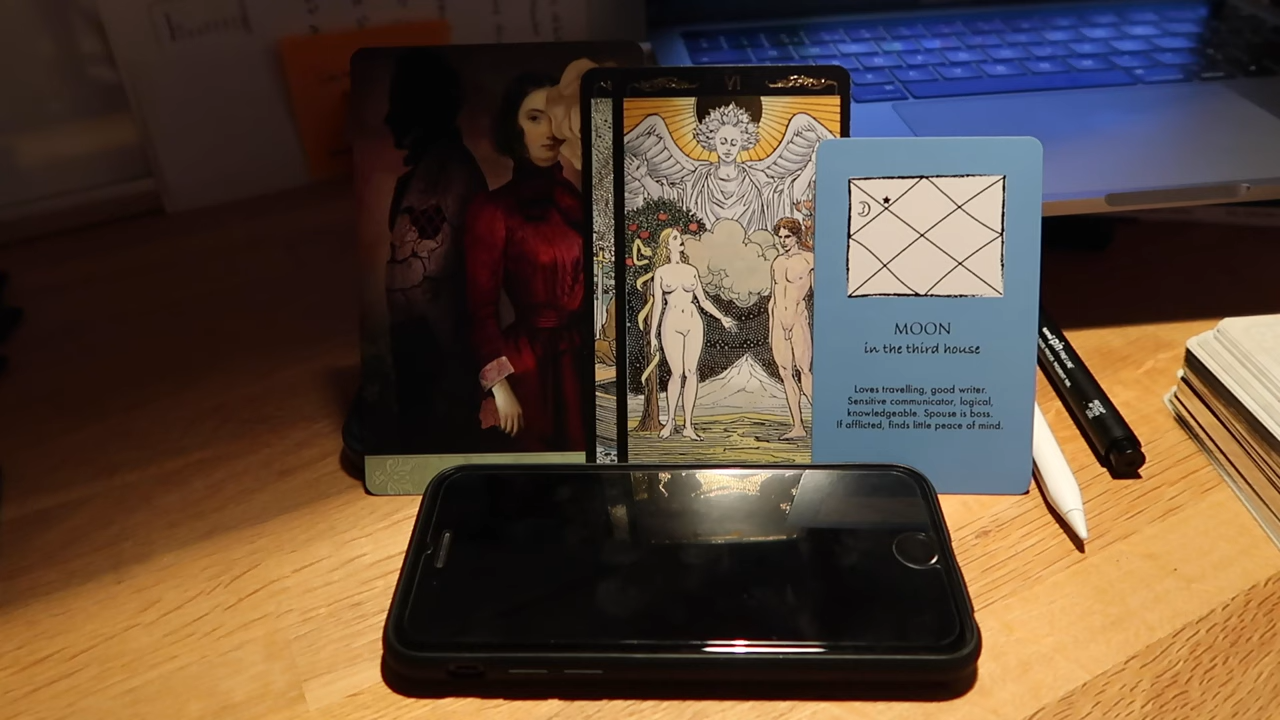 VI
MOON
in the third house
Loves travelling, good writer.
Sensitive communicator, logical,
knowledgeable. Spouse is boss.
If afflicted, finds little peace of mind.